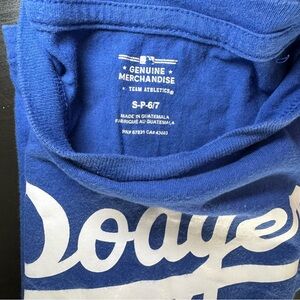 GENUINE
MERCHANDISE
TEAM ATHLETICS®
S-P-6/7
MADE IN GUATEMALA
FABRIQUÉ AU GUATEMALA
Dodge